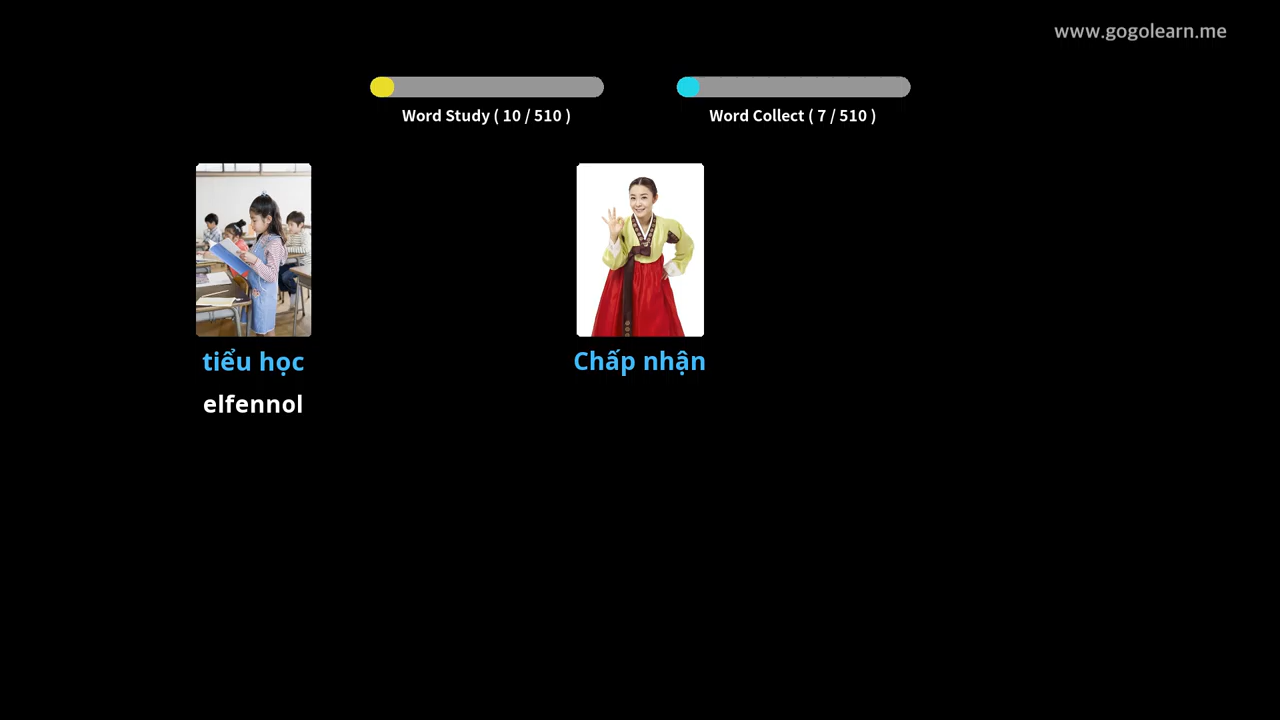 www.gogolearn.me
Word Study ( 10 / 510 )
Word Collect ( 7 / 510 )
tiểu học
elfennol
Chấp nhận